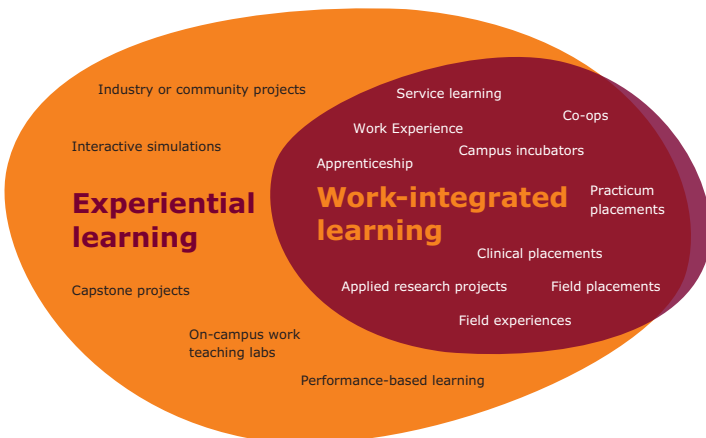 Industry or community projects
Service learning
Co-ops
Work Experience
Interactive simulations
Campus incubators
Apprenticeship
Experiential
learning
Work-integrated
learning
Practicum
placements
Clinical placements
Capstone projects
Applied research projects
Field placements
Field experiences
On-campus work
teaching labs
Performance-based learning